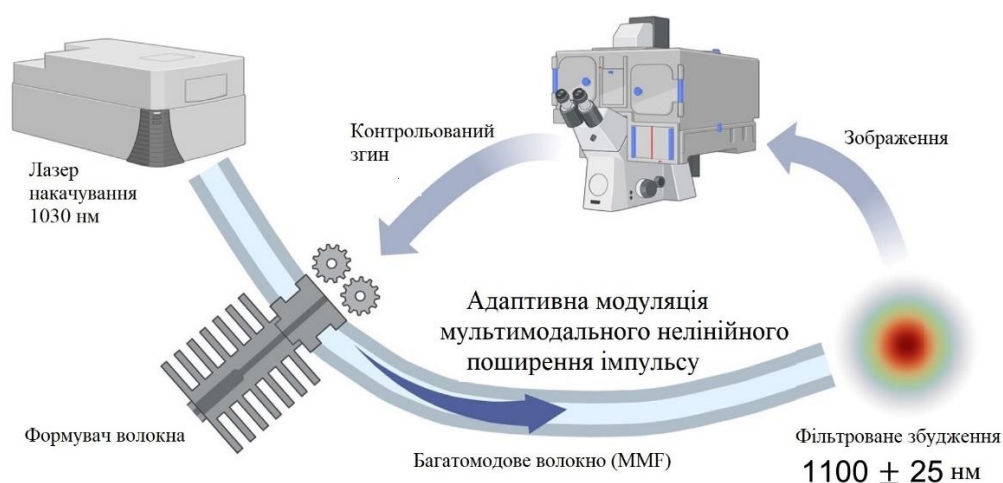 Лазер
накачування
1030 нм
Контрольований
згин
Зображення
Адаптивна модуляція
мультимодального нелінійного
поширення імпульсу
Формувач волокна
Багатомодове волокно (MMF)
Фільтроване збудження
1100 ± 25 нм